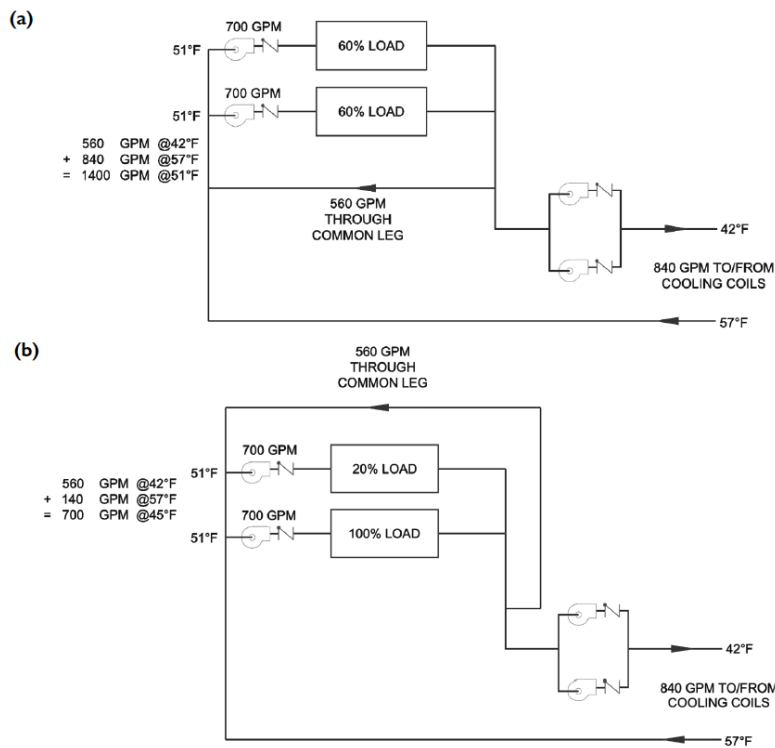 (a)
700 GPM
51°F
60% LOAD
700 GPM
51°F
60% LOAD
560 GPM @42°F
+ 840 GPM @57°F
= 1400 GPM @51°F
560 GPM
THROUGH
COMMON LEG
42°F
840 GPM TO/FROM
COOLING COILS
57°F
(b)
560 GPM
THROUGH
COMMON LEG
700 GPM
51°F
20% LOAD
560 GPM @42°F
+ 140 GPM @57°F
= 700 GPM @45°F
700 GPM
51°F
100% LOAD
42°F
840 GPM TO/FROM
COOLING COILS
57°F